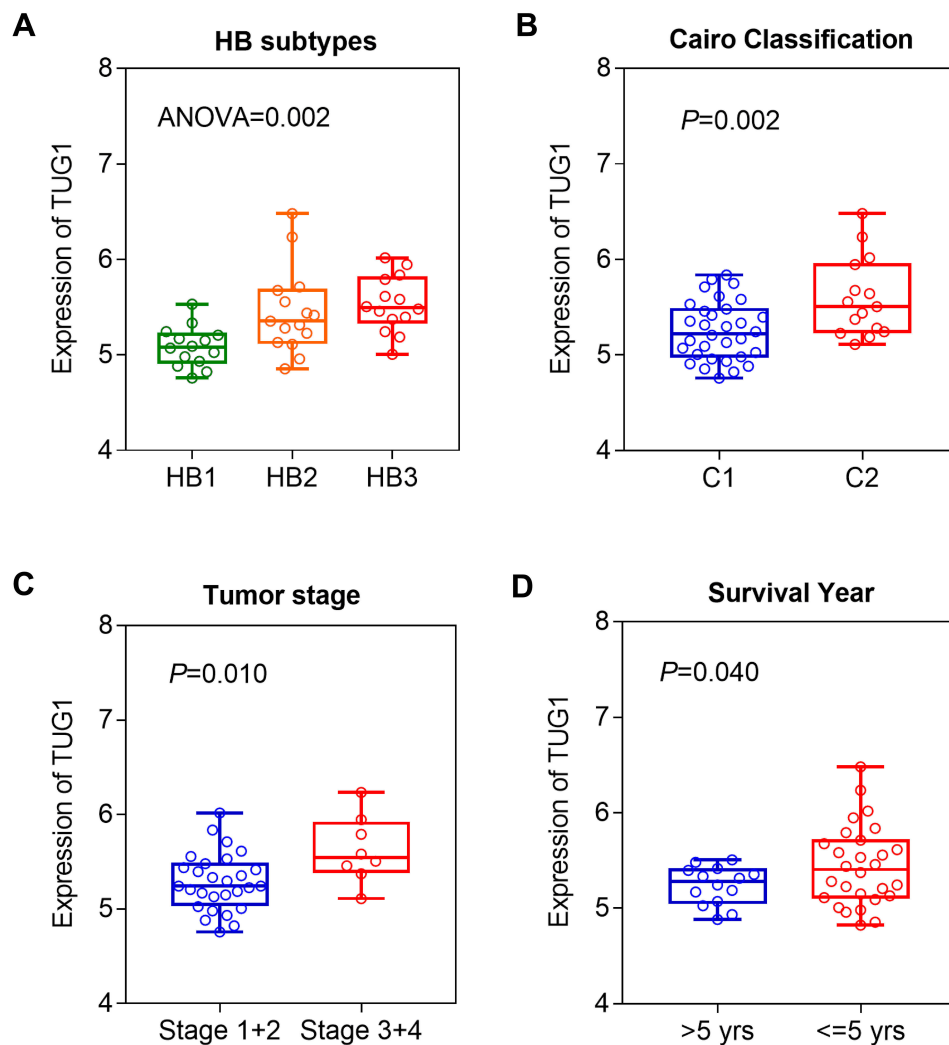 A
HB subtypes
8
7
6
5
4
Expression of TUG1
ANOVA=0.002
HB1 HB2 HB3
B
Cairo Classification
8
7
6
5
4
Expression of TUG1
P=0.002
C1 C2
C
Tumor stage
8
7
6
5
4
Expression of TUG1
P=0.010
Stage 1+2 Stage 3+4
D
Survival Year
8
7
6
5
4
Expression of TUG1
P=0.040
>5 yrs <=5 yrs